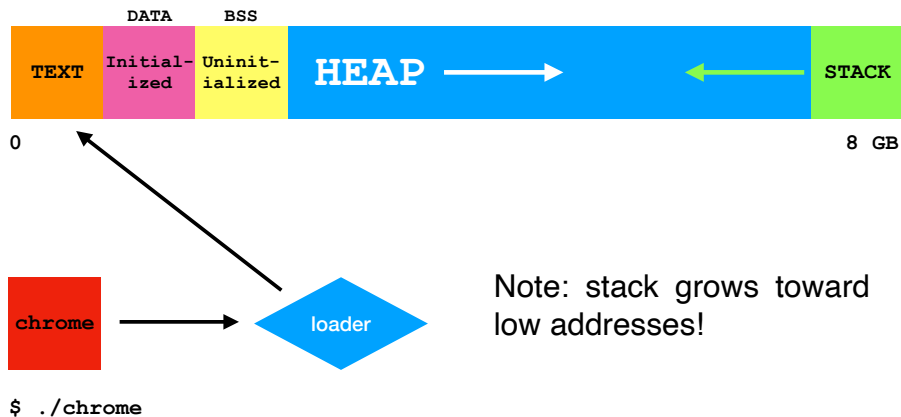 DATA BSS
TEXT Initial-
ized Uninit-
ialized HEAP STACK
0 8 GB
chrome loader Note: stack grows toward
low addresses!
$ ./chrome